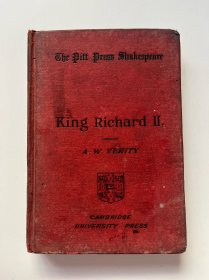 The Pitt Press Shakespeare
King Richard II.
A. W. VERITY
CAMBRIDGE
UNIVERSITY PRESS